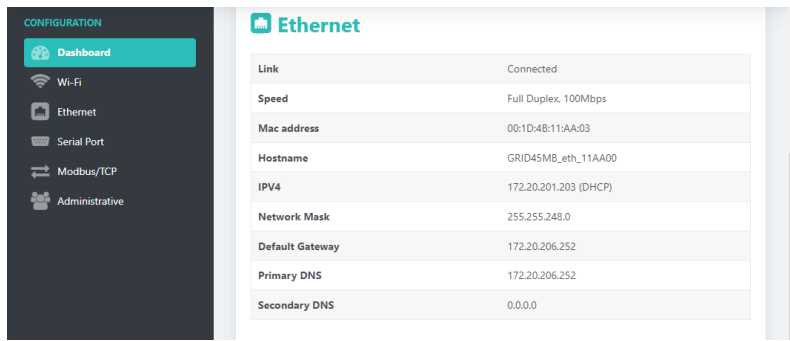 CONFIGURATION
Dashboard
Wi-Fi
Ethernet
Serial Port
Modbus/TCP
Administrative
Ethernet
Link Connected
Speed Full Duplex, 100Mbps
Mac address 00:1D:4B:11:AA:03
Hostname GRID45MB_eth_11AA00
IPV4 172.20.201.203 (DHCP)
Network Mask 255.255.248.0
Default Gateway 172.20.206.252
Primary DNS 172.20.206.252
Secondary DNS 0.0.0.0